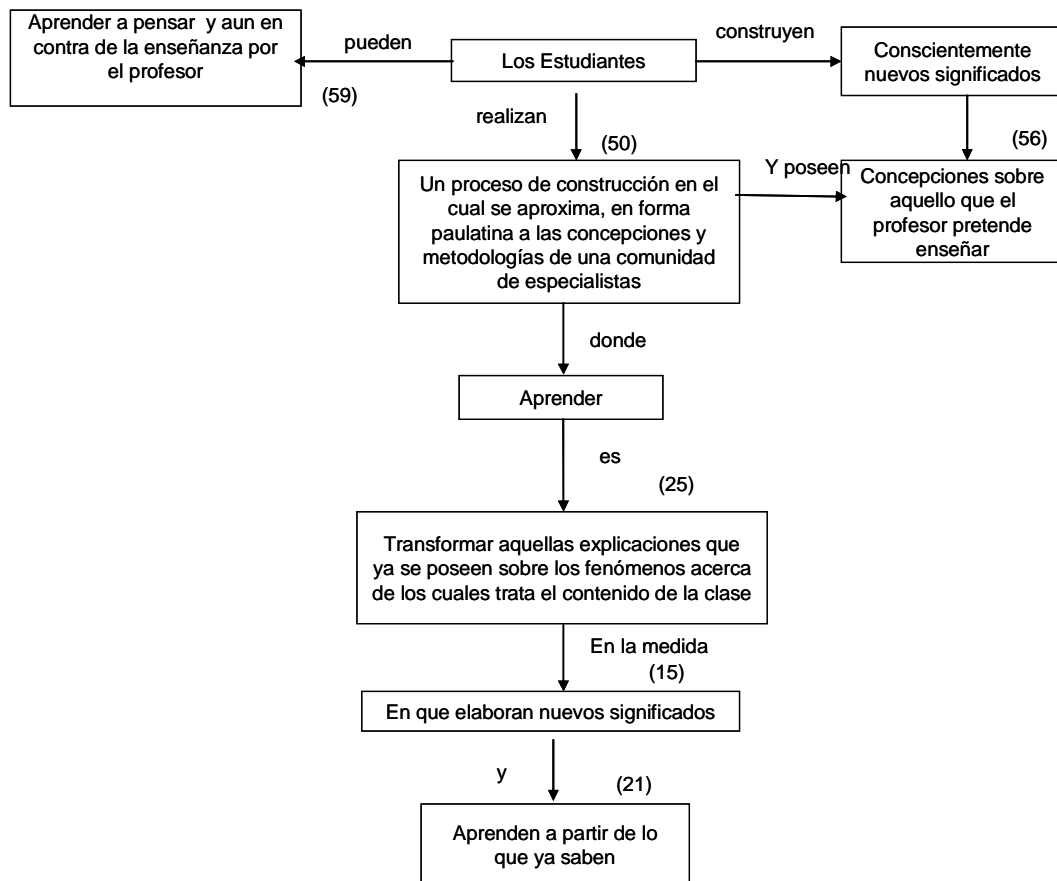 Aprender a pensar y aun en
contra de la enseñanza por
el profesor
pueden
(59)
Los Estudiantes
construyen
Conscientemente
nuevos significados
realizan
(50)
(56)
Un proceso de construcción en el
cual se aproxima, en forma
paulatina a las concepciones y
metodologías de una comunidad
de especialistas
Y poseen
Concepciones sobre
aquello que el
profesor pretende
enseñar
donde
Aprender
es
(25)
Transformar aquellas explicaciones que
ya se poseen sobre los fenómenos acerca
de los cuales trata el contenido de la clase
En la medida
(15)
En que elaboran nuevos significados
y
(21)
Aprenden a partir de lo
que ya saben